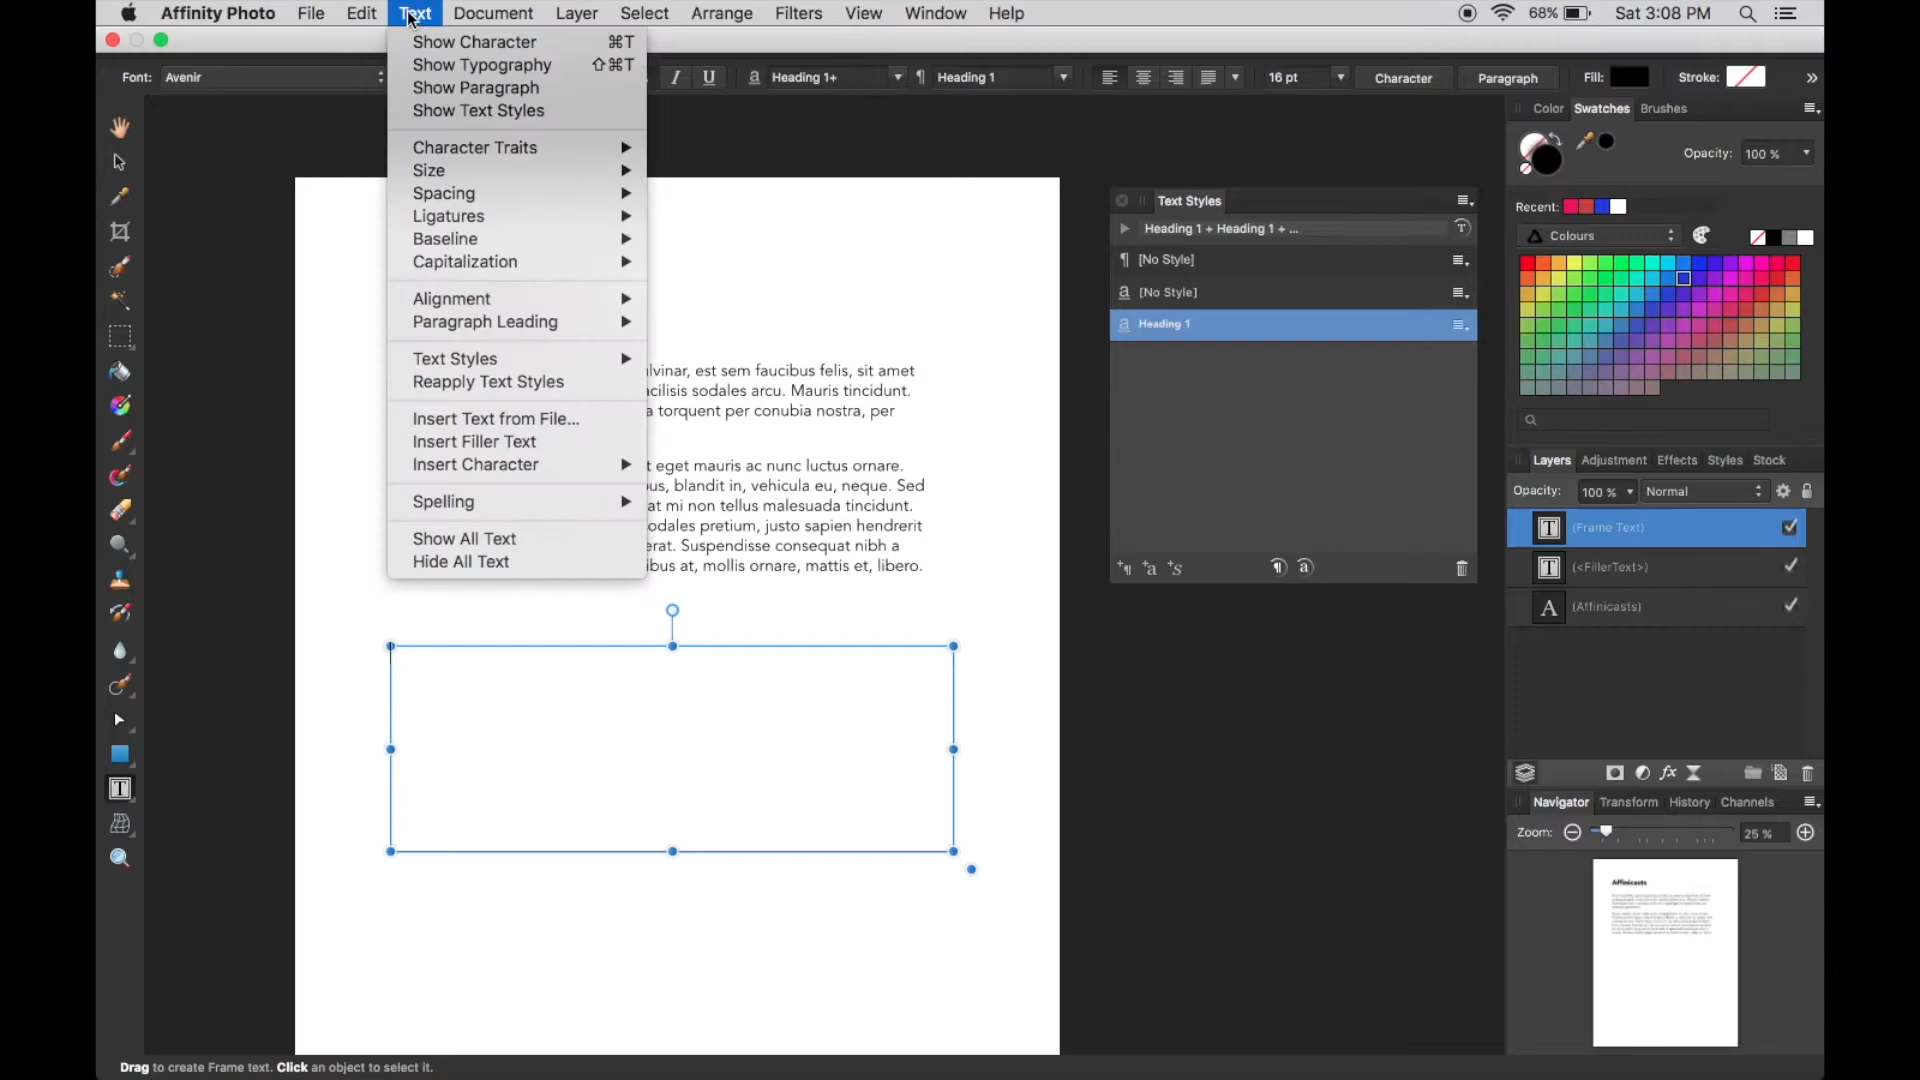 Affinity Photo File Edit Text Document Layer Select Arrange Filters View Window Help 68% Sat 3:08 PM
Font: Avenir I U a Heading 1+ ¶ Heading 1 16 pt Character Paragraph Fill: Stroke: »
Show Character ⌘T
Show Typography ⇧⌘T
Show Paragraph
Show Text Styles
Character Traits
Size
Spacing
Ligatures
Baseline
Capitalization
Alignment
Paragraph Leading
Text Styles
Reapply Text Styles
Insert Text from File...
Insert Filler Text
Insert Character
Spelling
Show All Text
Hide All Text
ulvinar, est sem faucibus felis, sit amet
acilisis sodales arcu. Mauris tincidunt.
a torquent per conubia nostra, per
t eget mauris ac nunc luctus ornare.
bus, blandit in, vehicula eu, neque. Sed
at mi non tellus malesuada tincidunt.
odales pretium, justo sapien hendrerit
erat. Suspendisse consequat nibh a
ibus at, mollis ornare, mattis et, libero.
Text Styles
Heading 1 + Heading 1 + ...
¶ [No Style]
a [No Style]
a Heading 1
Color Swatches Brushes
Opacity: 100 %
Recent:
Colours
Layers Adjustment Effects Styles Stock
Opacity: 100 % Normal
T (Frame Text)
T (<FillerText>)
A (Affinicasts)
fx
Navigator Transform History Channels
Zoom: 25 %
Affinicasts
Drag to create Frame text. Click an object to select it.